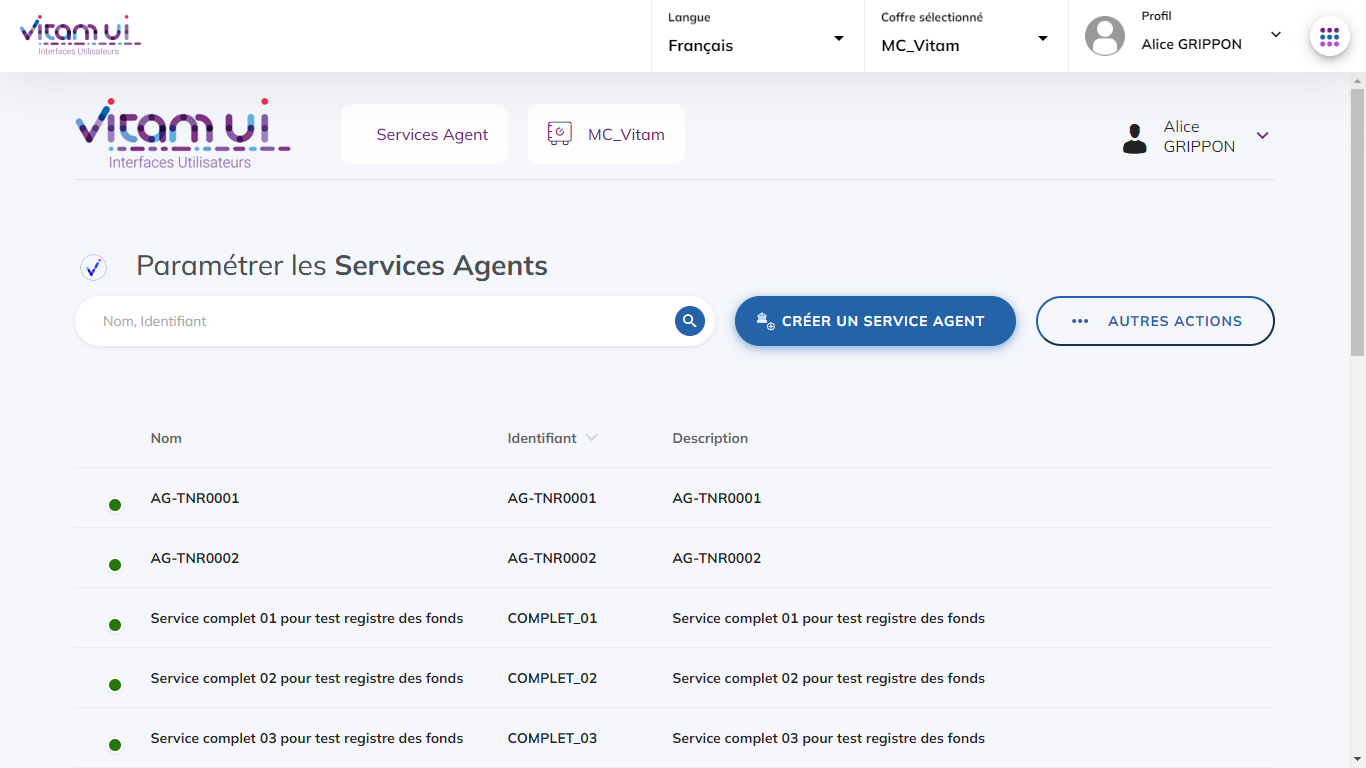 vitam ui
Interfaces Utilisateurs
Langue
Français
Coffre sélectionné
MC_Vitam
Profil
Alice GRIPPON
vitam ui
Interfaces Utilisateurs
Services Agent
MC_Vitam
Alice
GRIPPON
Paramétrer les Services Agents
Nom, Identifiant
CRÉER UN SERVICE AGENT
AUTRES ACTIONS
Nom Identifiant Description
AG-TNR0001 AG-TNR0001 AG-TNR0001
AG-TNR0002 AG-TNR0002 AG-TNR0002
Service complet 01 pour test registre des fonds COMPLET_01 Service complet 01 pour test registre des fonds
Service complet 02 pour test registre des fonds COMPLET_02 Service complet 02 pour test registre des fonds
Service complet 03 pour test registre des fonds COMPLET_03 Service complet 03 pour test registre des fonds